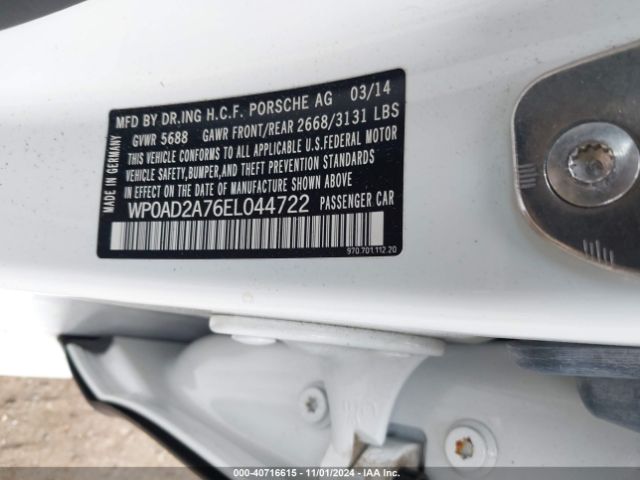 MFD BY DR.ING H.C.F. PORSCHE AG 03/14
GVWR 5688 GAWR FRONT/REAR 2668/3131 LBS
THIS VEHICLE CONFORMS TO ALL APPLICABLE U.S.FEDERAL MOTOR
VEHICLE SAFETY,BUMPER,AND THEFT PREVENTION STANDARDS
IN EFFECT ON THE DATE OF MANUFACTURE SHOWN ABOVE
WP0AD2A76EL044722 PASSENGER CAR
MADE IN GERMANY
970.701.112.20
000-40716615 - 11/01/2024 - IAA Inc.